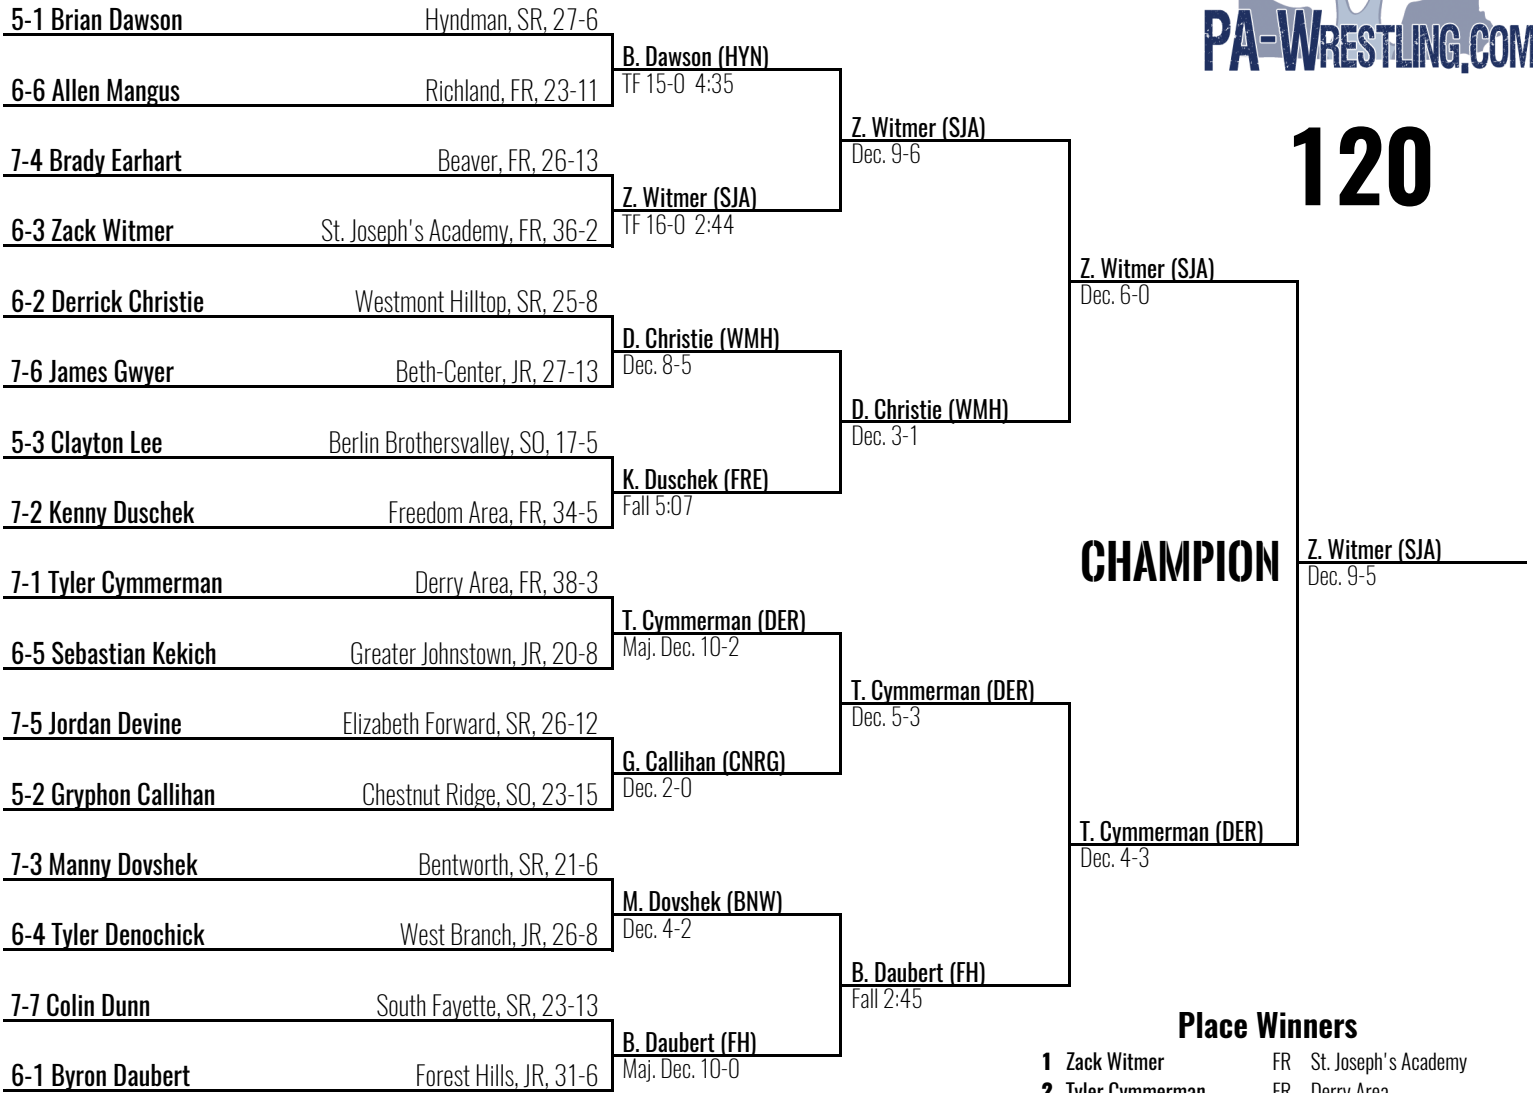 PA-WRESTLING.COM
120
5-1 Brian Dawson Hyndman, SR, 27-6
6-6 Allen Mangus Richland, FR, 23-11
7-4 Brady Earhart Beaver, FR, 26-13
6-3 Zack Witmer St. Joseph's Academy, FR, 36-2
6-2 Derrick Christie Westmont Hilltop, SR, 25-8
7-6 James Gwyer Beth-Center, JR, 27-13
5-3 Clayton Lee Berlin Brothersvalley, SO, 17-5
7-2 Kenny Duschek Freedom Area, FR, 34-5
7-1 Tyler Cymmerman Derry Area, FR, 38-3
6-5 Sebastian Kekich Greater Johnstown, JR, 20-8
7-5 Jordan Devine Elizabeth Forward, SR, 26-12
5-2 Gryphon Callihan Chestnut Ridge, SO, 23-15
7-3 Manny Dovshek Bentworth, SR, 21-6
6-4 Tyler Denochick West Branch, JR, 26-8
7-7 Colin Dunn South Fayette, SR, 23-13
6-1 Byron Daubert Forest Hills, JR, 31-6
B. Dawson (HYN)
TF 15-0 4:35
Z. Witmer (SJA)
TF 16-0 2:44
D. Christie (WMH)
Dec. 8-5
K. Duschek (FRE)
Fall 5:07
T. Cymmerman (DER)
Maj. Dec. 10-2
G. Callihan (CNRG)
Dec. 2-0
M. Dovshek (BNW)
Dec. 4-2
B. Daubert (FH)
Maj. Dec. 10-0
Z. Witmer (SJA)
Dec. 9-6
D. Christie (WMH)
Dec. 3-1
T. Cymmerman (DER)
Dec. 5-3
B. Daubert (FH)
Fall 2:45
Z. Witmer (SJA)
Dec. 6-0
T. Cymmerman (DER)
Dec. 4-3
CHAMPION
Z. Witmer (SJA)
Dec. 9-5
Place Winners
1 Zack Witmer FR St. Joseph's Academy
2 Tyler Cymmerman FR Derry Area